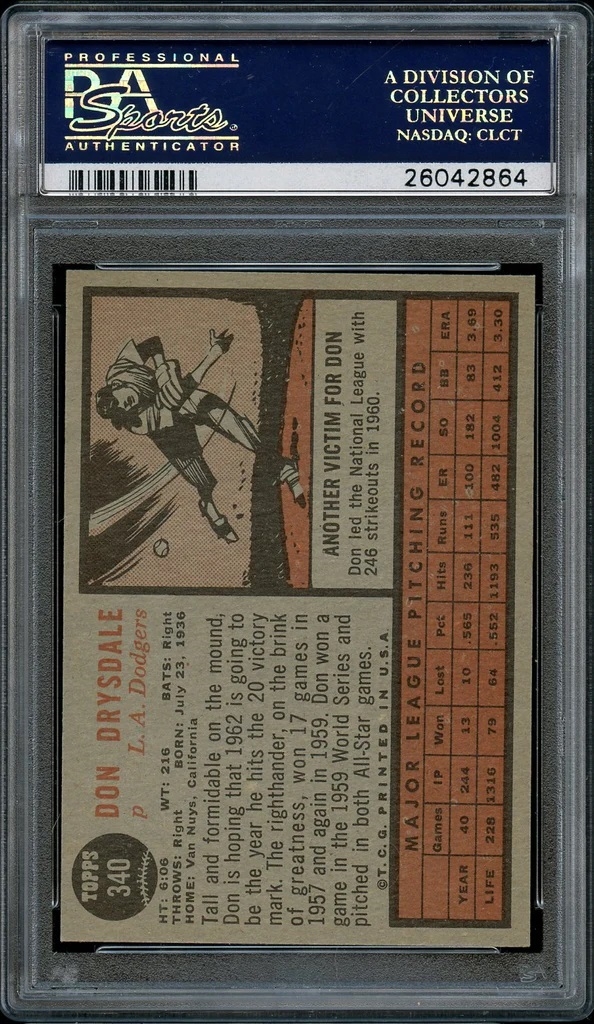 PROFESSIONAL
PSA
Sports
AUTHENTICATOR
A DIVISION OF
COLLECTORS
UNIVERSE
NASDAQ: CLCT
26042864
TOPPS
340
DON DRYSDALE
p L.A. Dodgers
HT: 6:06 WT: 216 BATS: Right
THROWS: Right BORN: July 23, 1936
HOME: Van Nuys, California
Tall and formidable on the mound,
Don is hoping that 1962 is going to
be the year he hits the 20 victory
mark. The righthander, on the brink
of greatness, won 17 games in
1957 and again in 1959. Don won a
game in the 1959 World Series and
pitched in both All-Star games.
©T.C.G. PRINTED IN U.S.A.
ANOTHER VICTIM FOR DON
Don led the National League with
246 strikeouts in 1960.
MAJOR LEAGUE PITCHING RECORD
Games IP Won Lost Pct Hits Runs ER SO BB ERA
YEAR 40 244 13 10 .565 236 111 100 182 83 3.69
LIFE 228 1316 79 64 .552 1193 535 482 1004 412 3.30